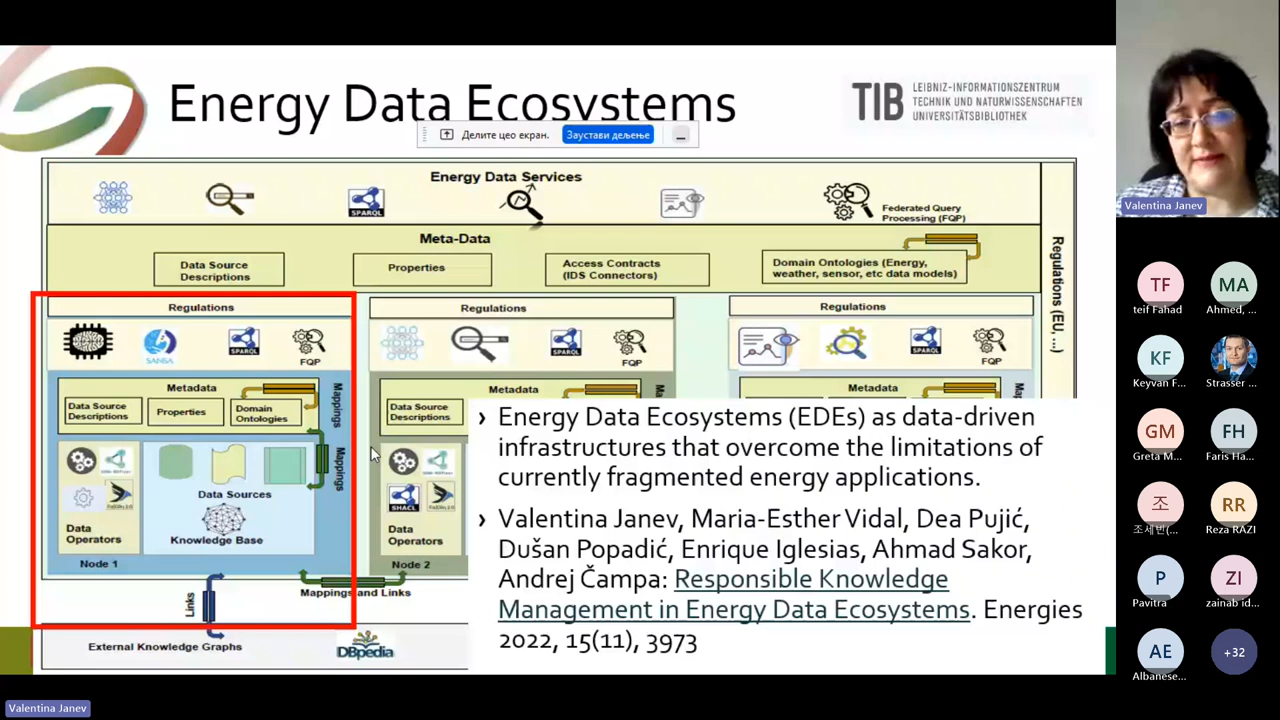 Energy Data Ecosystems
TIB
LEIBNIZ-INFORMATIONSZENTRUM
TECHNIK UND NATURWISSENSCHAFTEN
UNIVERSITÄTSBIBLIOTHEK
Делите цео екран.
Заустави дељење
Energy Data Services
SPARQL
Federated Query
Processing (FQP)
Meta-Data
Data Source
Descriptions
Properties
Access Contracts
(IDS Connectors)
Domain Ontologies (Energy,
weather, sensor, etc data models)
Regulations (EU, ...)
Regulations
SANSA
SPARQL
FQP
Metadata
Data Source
Descriptions
Properties
Domain
Ontologies
Mappings
Mappings
Data Sources
Knowledge Base
Data
Operators
Node 1
Regulations
SPARQL
FQP
Metadata
Data Source
Descriptions
SHACL
Data
Operators
Node 2
Regulations
SPARQL
FQP
Metadata
Links
Mappings and Links
External Knowledge Graphs
DBpedia
› Energy Data Ecosystems (EDEs) as data-driven
infrastructures that overcome the limitations of
currently fragmented energy applications.
› Valentina Janev, Maria-Esther Vidal, Dea Pujić,
Dušan Popadić, Enrique Iglesias, Ahmad Sakor,
Andrej Čampa: Responsible Knowledge
Management in Energy Data Ecosystems. Energies
2022, 15(11), 3973
Valentina Janev
TF
teif Fahad
MA
Ahmed, ...
KF
Keyvan F...
Strasser ...
GM
Greta M...
FH
Faris Ha...
조
조세빈(...
RR
Reza RAZI
P
Pavitra
ZI
zainab id...
AE
Albanese...
+32
Valentina Janev